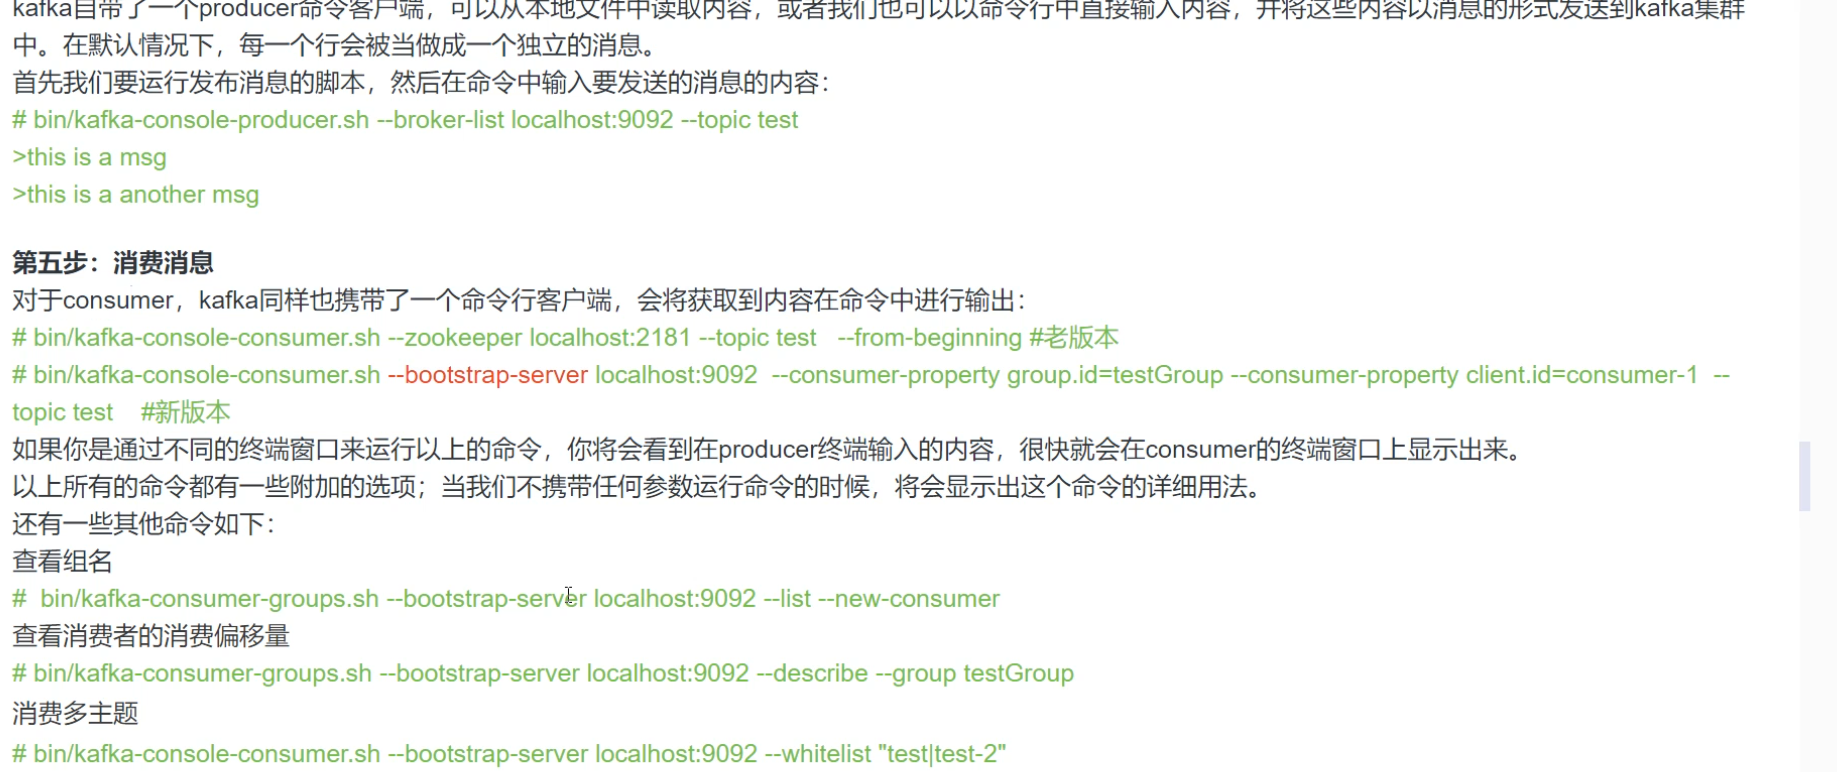 kafka自带了一个producer命令客户端，可以从本地文件中读取内容，或者我们也可以以命令行中直接输入内容，并将这些内容以消息的形式发送到kafka集群
中。在默认情况下，每一个行会被当做成一个独立的消息。
首先我们要运行发布消息的脚本，然后在命令中输入要发送的消息的内容：
# bin/kafka-console-producer.sh --broker-list localhost:9092 --topic test
>this is a msg
>this is a another msg
第五步：消费消息
对于consumer，kafka同样也携带了一个命令行客户端，会将获取到内容在命令中进行输出：
# bin/kafka-console-consumer.sh --zookeeper localhost:2181 --topic test   --from-beginning #老版本
# bin/kafka-console-consumer.sh --bootstrap-server localhost:9092  --consumer-property group.id=testGroup --consumer-property client.id=consumer-1  --
topic test    #新版本
如果你是通过不同的终端窗口来运行以上的命令，你将会看到在producer终端输入的内容，很快就会在consumer的终端窗口上显示出来。
以上所有的命令都有一些附加的选项；当我们不携带任何参数运行命令的时候，将会显示出这个命令的详细用法。
还有一些其他命令如下：
查看组名
#  bin/kafka-consumer-groups.sh --bootstrap-server localhost:9092 --list --new-consumer
查看消费者的消费偏移量
# bin/kafka-consumer-groups.sh --bootstrap-server localhost:9092 --describe --group testGroup
消费多主题
# bin/kafka-console-consumer.sh --bootstrap-server localhost:9092 --whitelist "test|test-2"